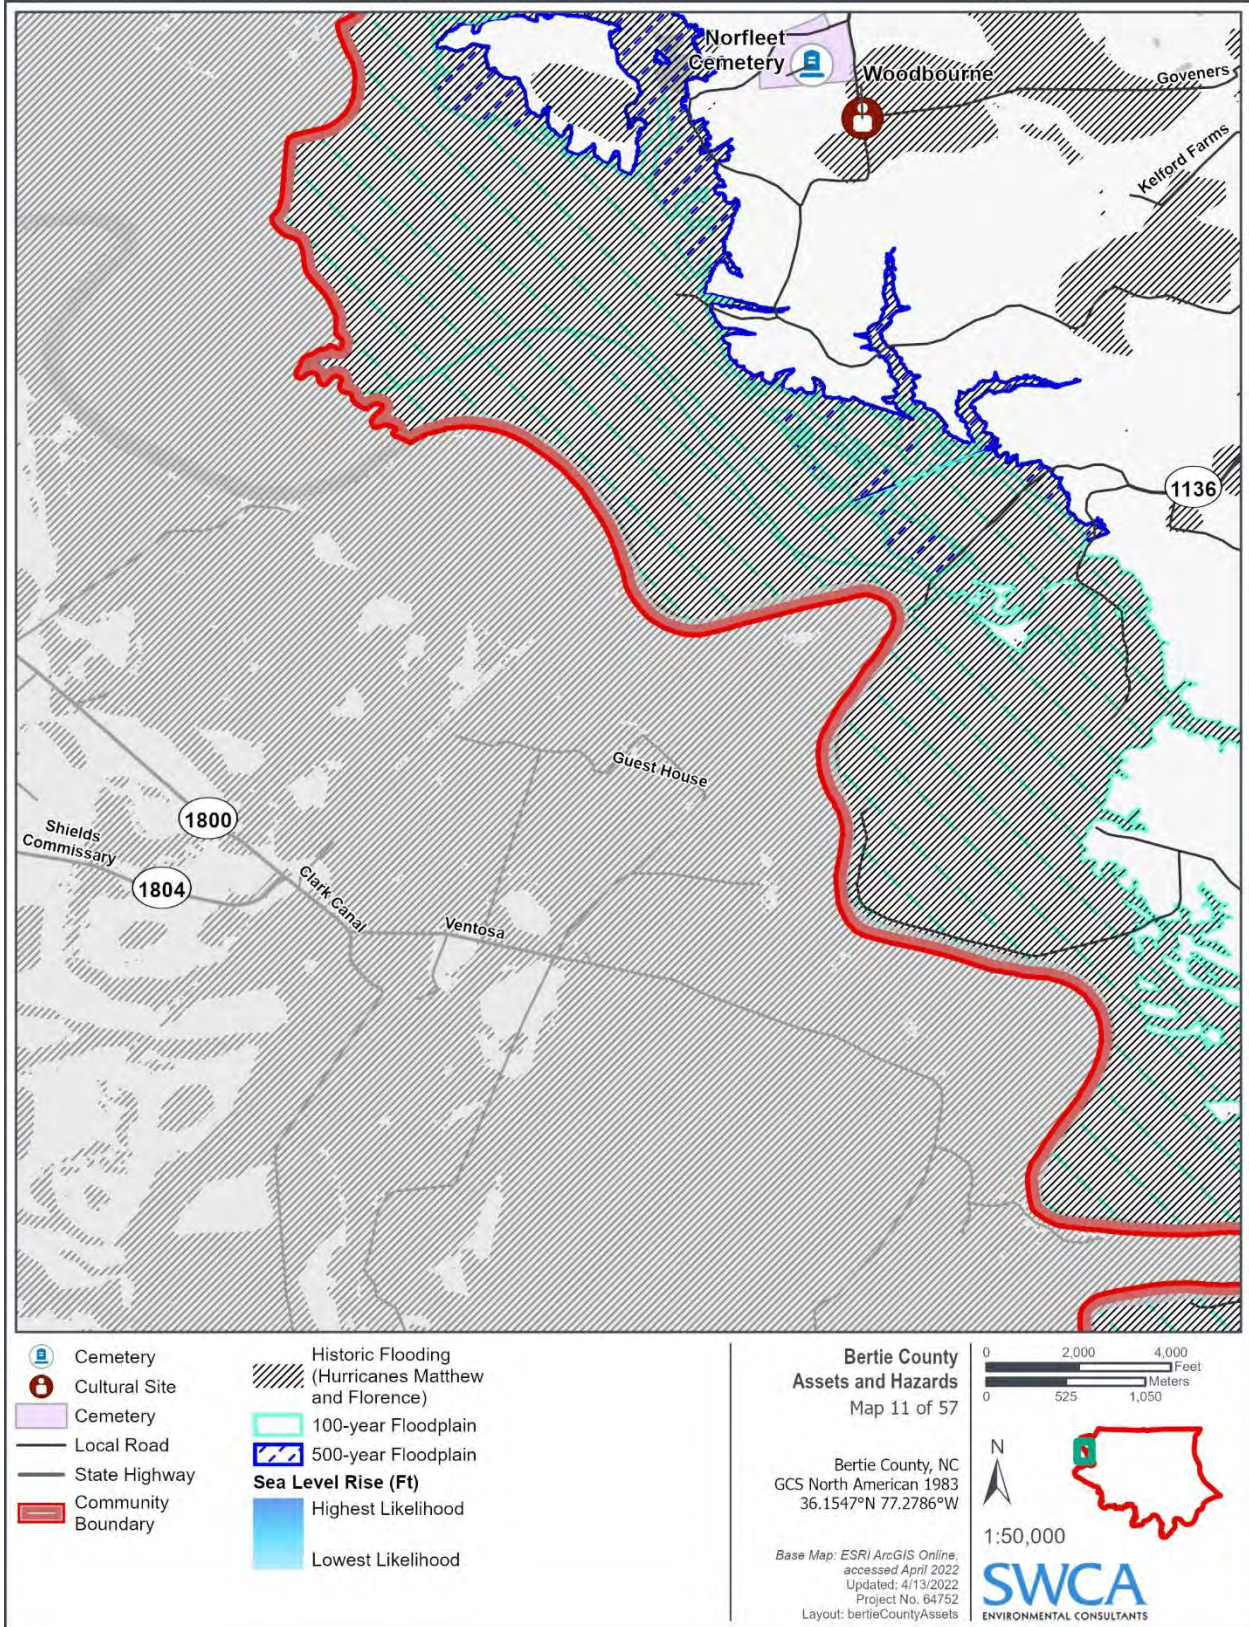 Norfleet
Cemetery
Woodbourne
Goveners
Kelford Farms
1136
Guest House
1800
Shields
Commissary
1804
Clark Canal
Ventosa
Cemetery
Cultural Site
Cemetery
Local Road
State Highway
Community
Boundary
Historic Flooding
(Hurricanes Matthew
and Florence)
100-year Floodplain
500-year Floodplain
Sea Level Rise (Ft)
Highest Likelihood
Lowest Likelihood
Bertie County
Assets and Hazards
Map 11 of 57
Bertie County, NC
GCS North American 1983
36.1547°N 77.2786°W
Base Map: ESRI ArcGIS Online,
accessed April 2022
Updated: 4/13/2022
Project No. 64752
Layout: bertieCountyAssets
0 2,000 4,000
Feet
Meters
0 525 1,050
N
1:50,000
SWCA
ENVIRONMENTAL CONSULTANTS